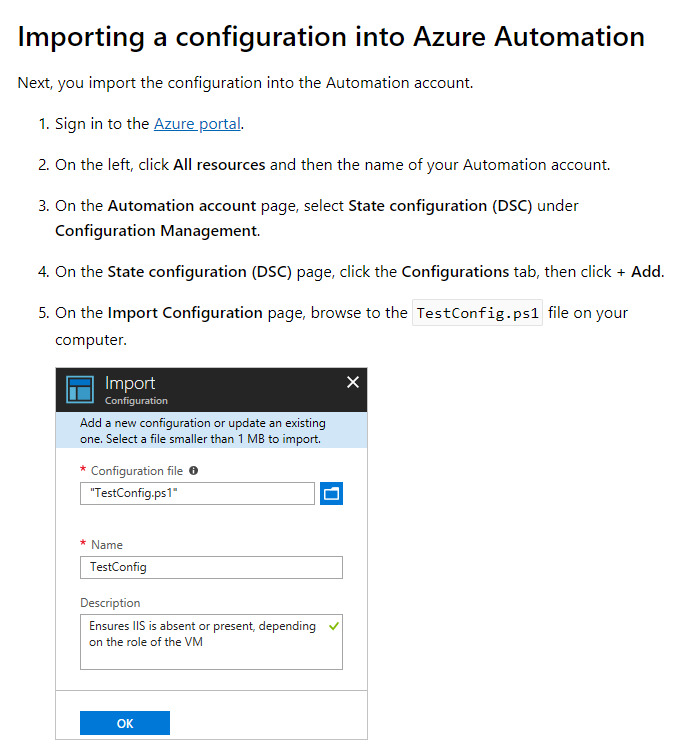 Importing a configuration into Azure Automation
Next, you import the configuration into the Automation account.
1. Sign in to the Azure portal.
2. On the left, click All resources and then the name of your Automation account.
3. On the Automation account page, select State configuration (DSC) under
Configuration Management.
4. On the State configuration (DSC) page, click the Configurations tab, then click + Add.
5. On the Import Configuration page, browse to the TestConfig.ps1 file on your
computer.
Import
Configuration
Add a new configuration or update an existing
one. Select a file smaller than 1 MB to import.
* Configuration file
"TestConfig.ps1"
* Name
TestConfig
Description
Ensures IIS is absent or present, depending
on the role of the VM
OK